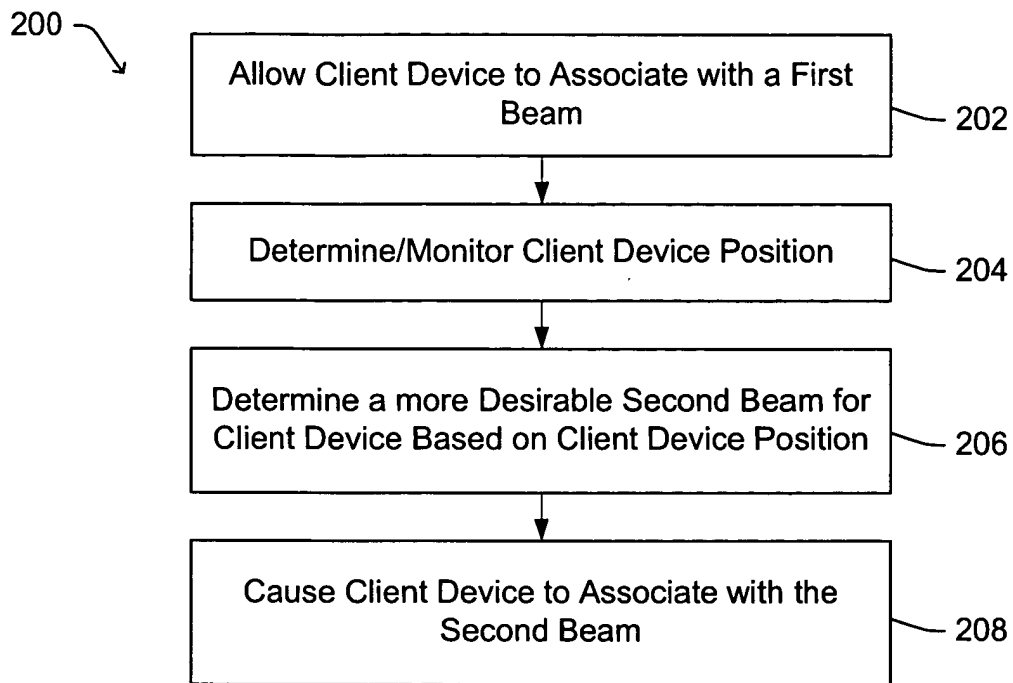 200
Allow Client Device to Associate with a First
Beam
202
Determine/Monitor Client Device Position
204
Determine a more Desirable Second Beam for
Client Device Based on Client Device Position
206
Cause Client Device to Associate with the
Second Beam
208